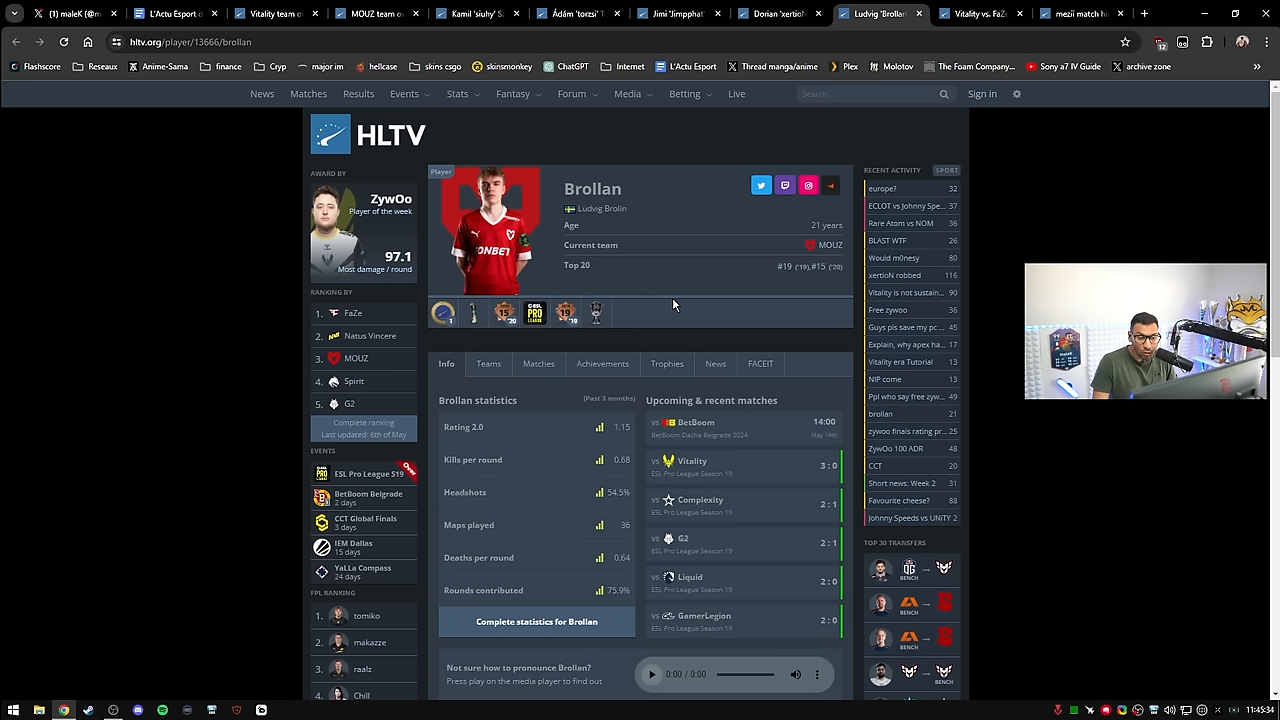 (1) maleK (@ma
L'Actu Esport d
Vitality team o
MOUZ team ov
Kamil 'siuhy' S
Ádám 'torzsi' T
Jimi 'Jimpphat'
Dorian 'xertioN
Ludvig 'Brollan
Vitality vs. FaZe
mezii match hi
hltv.org/player/13666/brollan
12
Flashscore
Reseaux
Anime-Sama
finance
Cryp
major im
hellcase
skins csgo
skinsmonkey
ChatGPT
Internet
L'Actu Esport
Thread manga/anime
Plex
Molotov
The Foam Company...
Sony a7 IV Guide
archive zone
News
Matches
Results
Events
Stats
Fantasy
Forum
Media
Betting
Live
Search...
Sign in
HLTV
AWARD BY
ZywOo
Player of the week
97.1
Most damage / round
RANKING BY
1. FaZe
2. Natus Vincere
3. MOUZ
4. Spirit
5. G2
Complete ranking
Last updated: 6th of May
EVENTS
ESL Pro League S19
Over
BetBoom Belgrade
2 days
CCT Global Finals
3 days
IEM Dallas
15 days
YaLLa Compass
24 days
FPL RANKING
1. tomiko
2. makazze
3. raalz
4. Chill
Player
Brollan
Ludvig Brolin
Age
21 years
Current team
MOUZ
Top 20
#19 ('19),#15 ('20)
Info
Teams
Matches
Achievements
Trophies
News
FACEIT
Brollan statistics
(Past 3 months)
Rating 2.0
1.15
Kills per round
0.68
Headshots
54.5%
Maps played
36
Deaths per round
0.64
Rounds contributed
75.9%
Complete statistics for Brollan
Upcoming & recent matches
vs BetBoom
14:00
BetBoom Dacha Belgrade 2024
May 14th
vs Vitality
3 : 0
ESL Pro League Season 19
vs Complexity
2 : 1
ESL Pro League Season 19
vs G2
2 : 1
ESL Pro League Season 19
vs Liquid
2 : 0
ESL Pro League Season 19
vs GamerLegion
2 : 0
ESL Pro League Season 19
Not sure how to pronounce Brollan?
Press play on the media player to find out
0:00 / 0:00
RECENT ACTIVITY
SPORT
europe? 32
ECLOT vs Johnny Spe... 37
Rare Atom vs NOM 36
BLAST WTF 26
Would m0nesy 80
xertioN robbed 116
Vitality is not sustain... 90
Free zywoo 36
Guys pls save my pc ... 45
Explain, why apex ha... 17
Vitality era Tutorial 13
NIP come 13
Ppl who say free zyw... 49
brollan 21
zywoo finals rating pr... 25
ZywOo 100 ADR 48
CCT 20
Short news: Week 2 31
Favourite cheese? 88
Johnny Speeds vs UNiTY 2
TOP 30 TRANSFERS
BENCH
BENCH
BENCH
BENCH
11:45:34